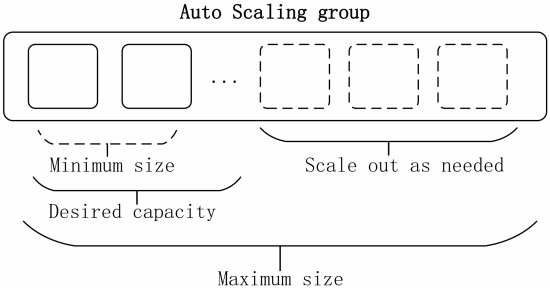 Auto Scaling group
...
Minimum size
Scale out as needed
Desired capacity
Maximum size